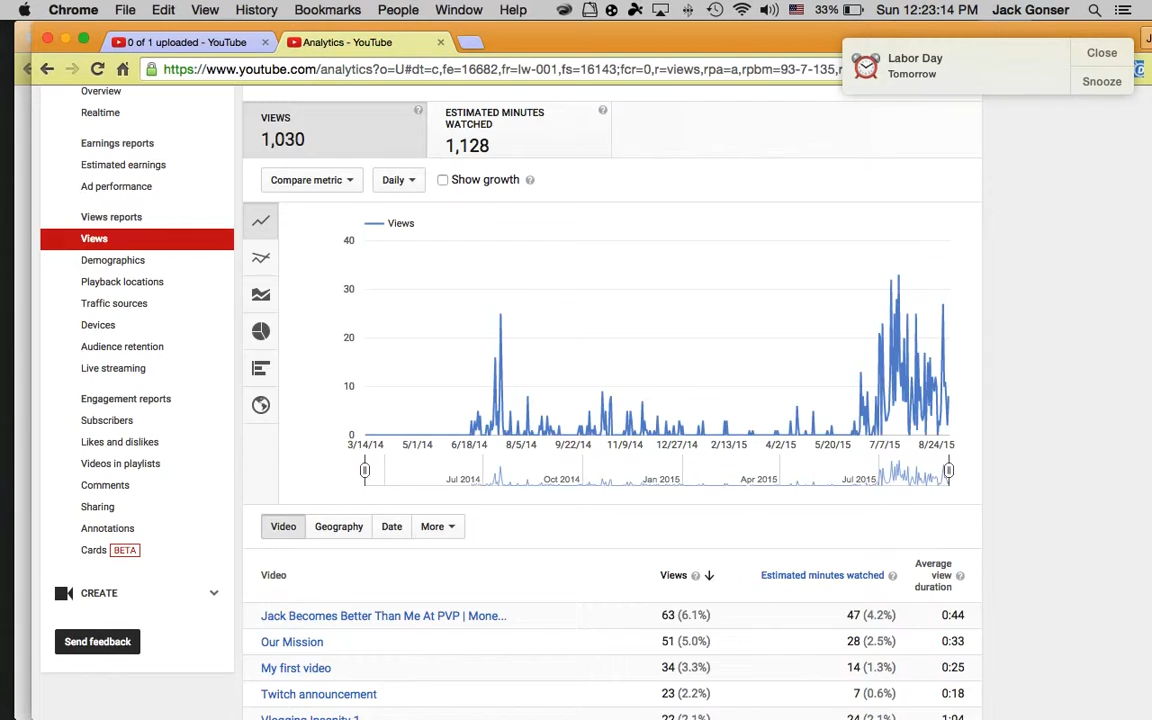 Chrome File Edit View History Bookmarks People Window Help 33% Sun 12:23:14 PM Jack Gonser
0 of 1 uploaded - YouTube × Analytics - YouTube ×
https://www.youtube.com/analytics?o=U#dt=c,fe=16682,fr=lw-001,fs=16143;fcr=0,r=views,rpa=a,rpbm=93-7-135,
Labor Day
Tomorrow
Close
Snooze
Overview
Realtime
Earnings reports
Estimated earnings
Ad performance
Views reports
Views
Demographics
Playback locations
Traffic sources
Devices
Audience retention
Live streaming
Engagement reports
Subscribers
Likes and dislikes
Videos in playlists
Comments
Sharing
Annotations
Cards BETA
CREATE
Send feedback
VIEWS
1,030
ESTIMATED MINUTES
WATCHED
1,128
Compare metric Daily Show growth
Views
40
30
20
10
0
3/14/14 5/1/14 6/18/14 8/5/14 9/22/14 11/9/14 12/27/14 2/13/15 4/2/15 5/20/15 7/7/15 8/24/15
Jul 2014 Oct 2014 Jan 2015 Apr 2015 Jul 2015
Video Geography Date More
Video Views Estimated minutes watched Average view duration
Jack Becomes Better Than Me At PVP | Mone... 63 (6.1%) 47 (4.2%) 0:44
Our Mission 51 (5.0%) 28 (2.5%) 0:33
My first video 34 (3.3%) 14 (1.3%) 0:25
Twitch announcement 23 (2.2%) 7 (0.6%) 0:18
Vlogging Insanity 1 22 (2.1%) 24 (2.1%) 1:04